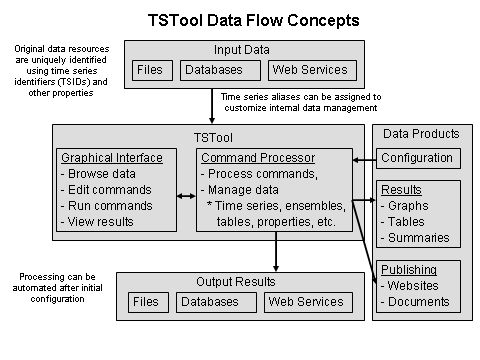 TSTool Data Flow Concepts
Original data resources
are uniquely identified
using time series
identifiers (TSIDs) and
other properties
Input Data
Files
Databases
Web Services
Time series aliases can be assigned to
customize internal data management
TSTool
Graphical Interface
- Browse data
- Edit commands
- Run commands
- View results
Command Processor
- Process commands,
- Manage data
* Time series, ensembles,
tables, properties, etc.
Data Products
Configuration
Results
- Graphs
- Tables
- Summaries
Publishing
- Websites
- Documents
Processing can be
automated after initial
configuration
Output Results
Files
Databases
Web Services